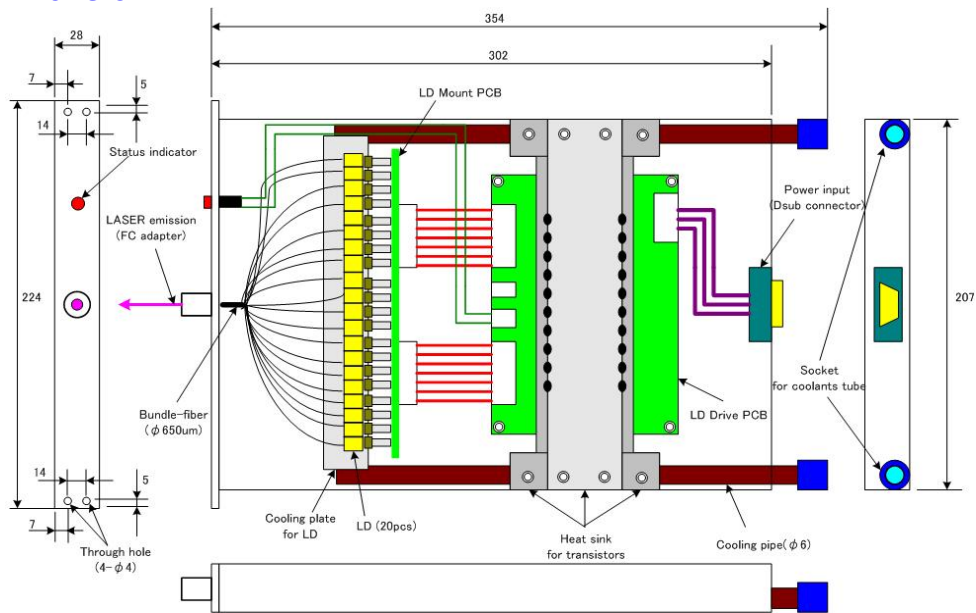 354
28
302
7
5
LD Mount PCB
14
Status indicator
Power input
(Dsub connector)
LASER emission
(FC adapter)
224
207
Socket
for coolants tube
Bundle-fiber
(φ650um)
LD Drive PCB
14
5
7
Cooling plate
for LD
LD (20pcs)
Heat sink
for transistors
Cooling pipe(φ6)
Through hole
(4-φ4)